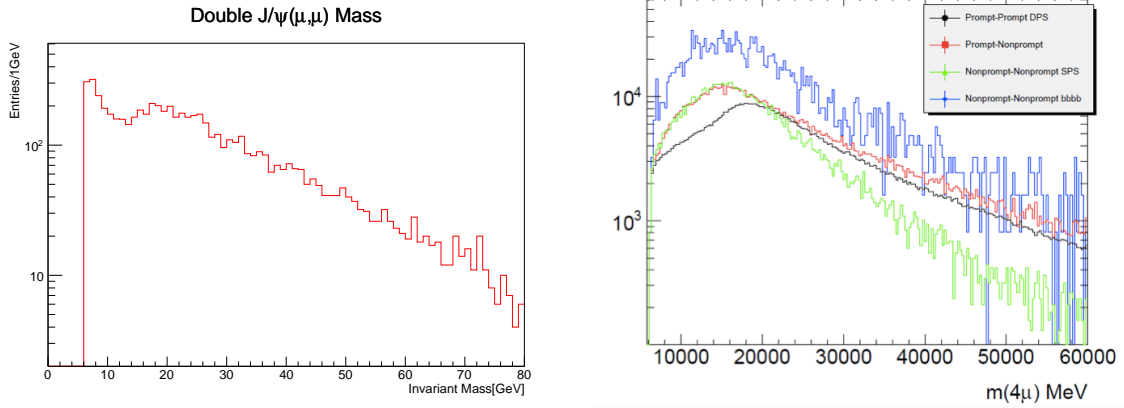 Double J/ψ(μ,μ) Mass
Entries/1GeV
10²
10
0 10 20 30 40 50 60 70 80
Invariant Mass[GeV]
Prompt-Prompt DPS
Prompt-Nonprompt
Nonprompt-Nonprompt SPS
Nonprompt-Nonprompt bbbb
10⁴
10³
10000 20000 30000 40000 50000 60000
m(4μ) MeV